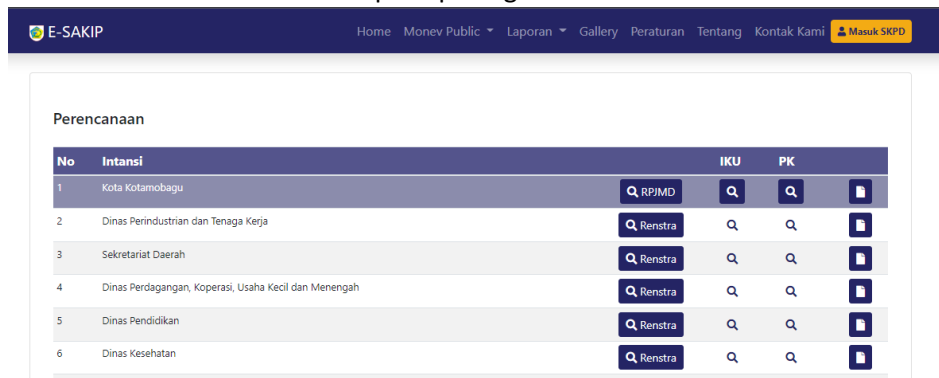 E-SAKIP Home Monev Public Laporan Gallery Peraturan Tentang Kontak Kami Masuk SKPD
Perencanaan
No Intansi IKU PK
1 Kota Kotamobagu RPJMD
2 Dinas Perindustrian dan Tenaga Kerja Renstra
3 Sekretariat Daerah Renstra
4 Dinas Perdagangan, Koperasi, Usaha Kecil dan Menengah Renstra
5 Dinas Pendidikan Renstra
6 Dinas Kesehatan Renstra